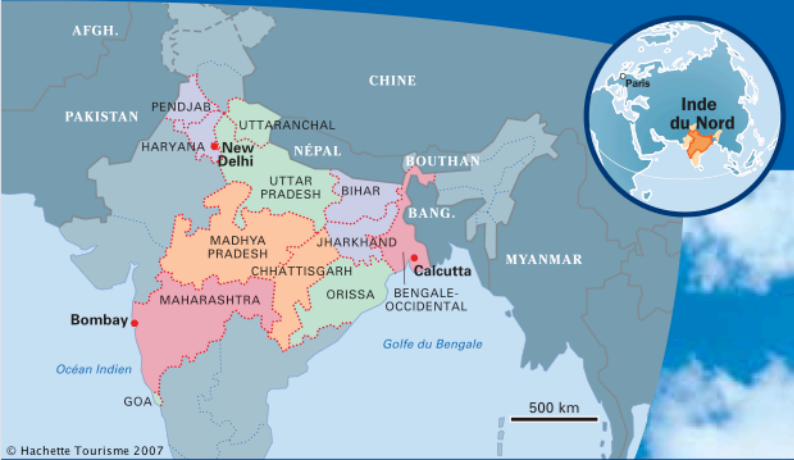 AFGH.
CHINE
PAKISTAN
PENDJAB
UTTARANCHAL
HARYANA
New
Delhi
NÉPAL
BOUTHAN
UTTAR
PRADESH
BIHAR
BANG.
MADHYA
PRADESH
JHARKHAND
CHHATTISGARH
Calcutta
MYANMAR
MAHARASHTRA
ORISSA
BENGALE-
OCCIDENTAL
Bombay
Golfe du Bengale
Océan Indien
GOA
500 km
© Hachette Tourisme 2007
Paris
Inde
du Nord